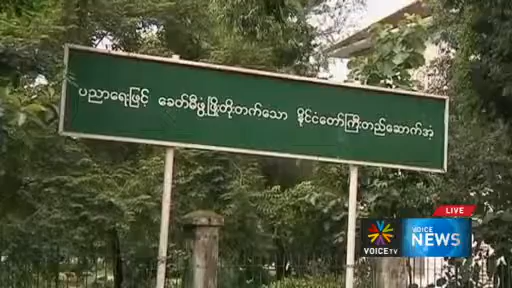 ပညာရေးဖြင့် ခေတ်မီဖွံ့ဖြိုးတိုးတက်သော နိုင်ငံတော်ကြီးတည်ဆောက်အံ့
LIVE
VOICE TV
VOICE
NEWS